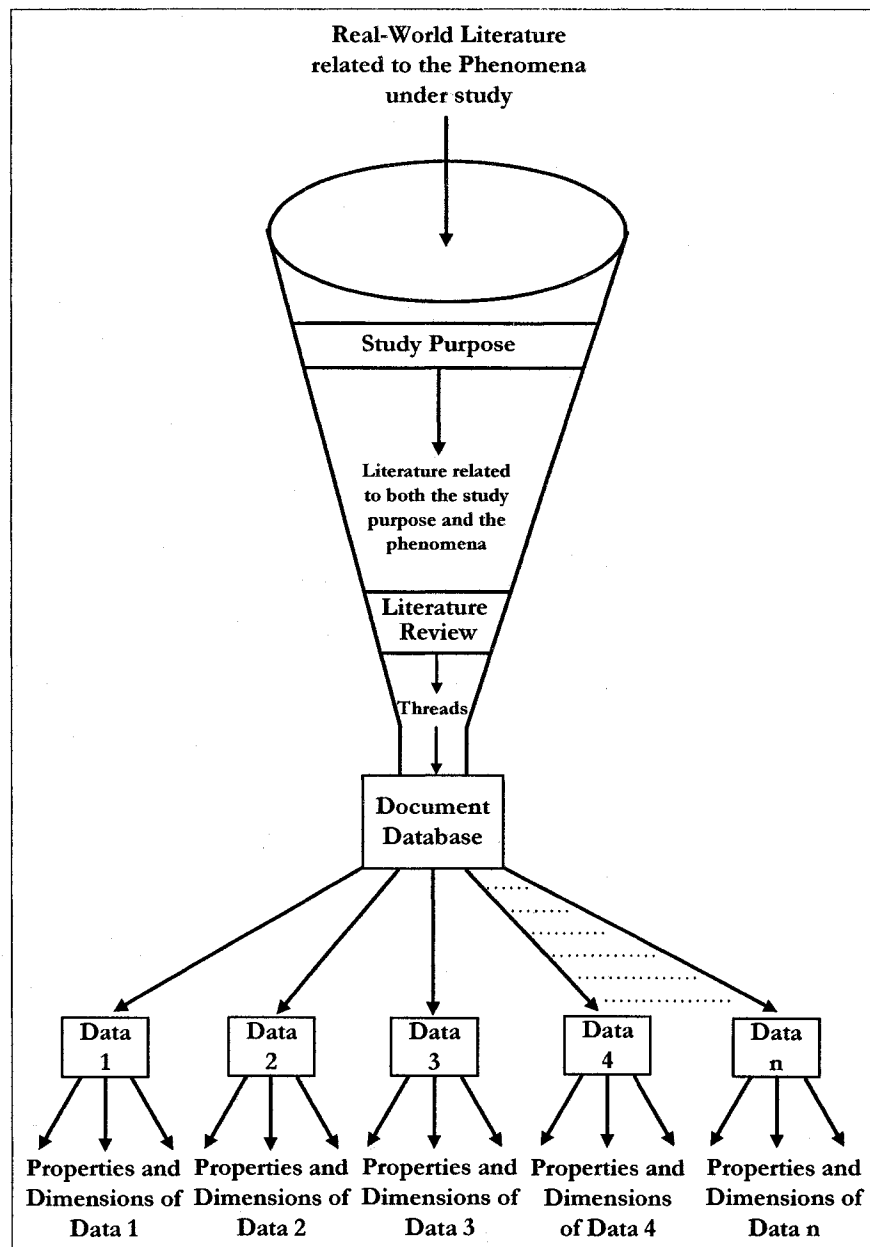 Real-World Literature
related to the Phenomena
under study
Study Purpose
Literature related
to both the study
purpose and the
phenomena
Literature
Review
Threads
Document
Database
Data
1
Data
2
Data
3
Data
4
Data
n
Properties and
Dimensions of
Data 1
Properties and
Dimensions of
Data 2
Properties and
Dimensions of
Data 3
Properties and
Dimensions
of Data 4
Properties and
Dimensions of
Data n